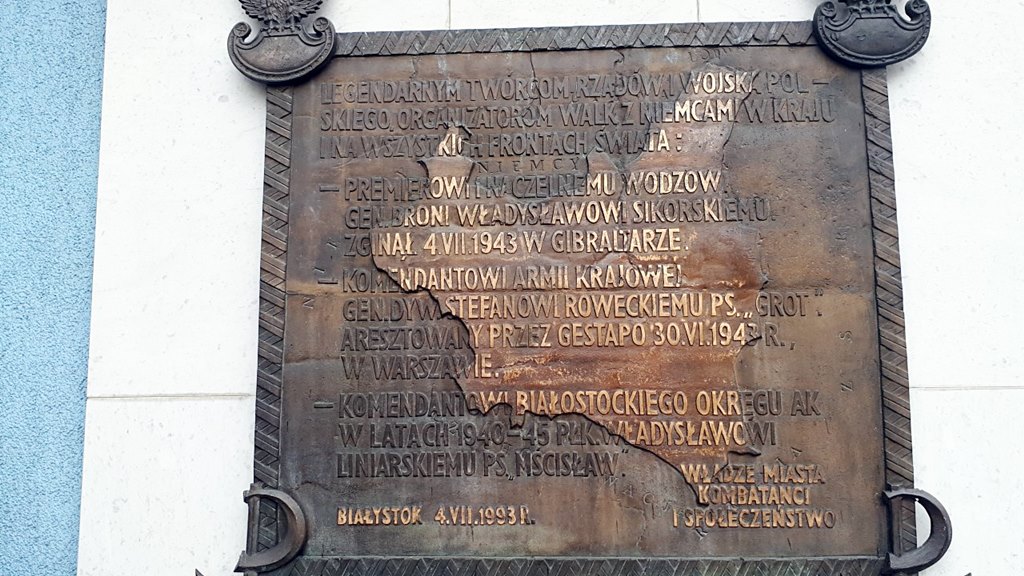 LEGENDARNYM TWÓRCOM RZĄDÓW I WOJSKA POL-
SKIEGO, ORGANIZATOROM WALK Z NIEMCAMI W KRAJU
I NA WSZYSTKICH FRONTACH ŚWIATA:
NIEMCY
– PREMIEROWI I NACZELNEMU WODZOWI
GEN. BRONI WŁADYSŁAWOWI SIKORSKIEMU.
ZGINĄŁ 4.VII.1943 W GIBRALTARZE.
– KOMENDANTOWI ARMII KRAJOWEJ
GEN. DYW. STEFANOWI ROWECKIEMU PS. „GROT".
ARESZTOWANY PRZEZ GESTAPO 30.VI.1943 R.,
W WARSZAWIE.
– KOMENDANTOWI BIAŁOSTOCKIEGO OKRĘGU AK
W LATACH 1940-45 PŁK. WŁADYSŁAWOWI
LINIARSKIEMU PS. „MŚCISŁAW".
WŁADZE MIASTA
KOMBATANCI
I SPOŁECZEŃSTWO
BIAŁYSTOK 4.VII.1993 R.